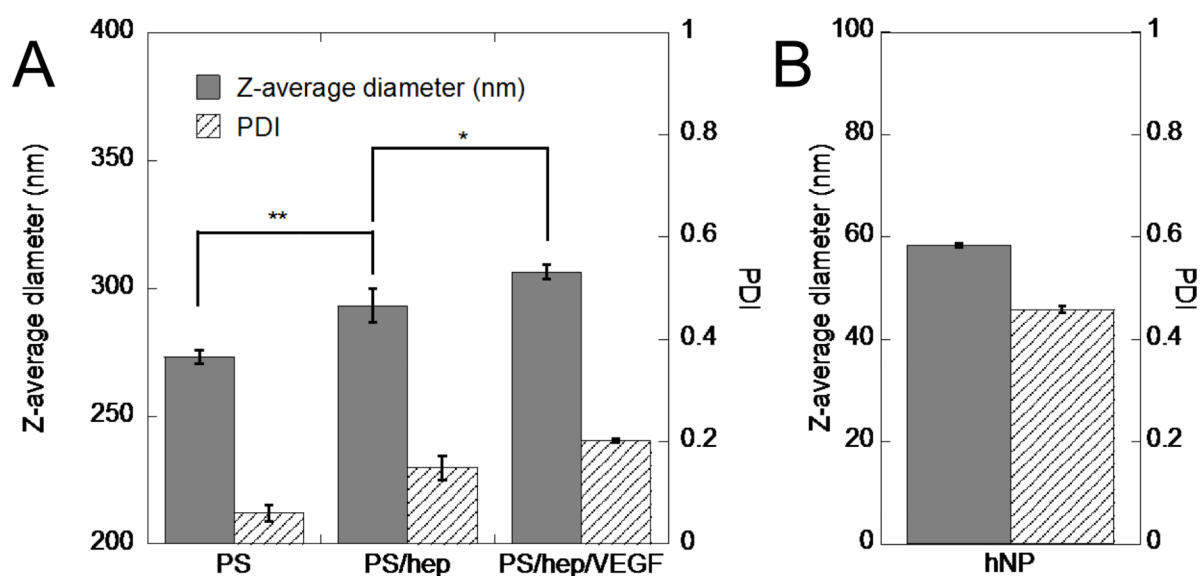 A
400
350
300
250
200
Z-average diameter (nm)
Z-average diameter (nm)
PDI
**
*
1
0.8
0.6
0.4
0.2
0
PDI
PS
PS/hep
PS/hep/VEGF
B
100
80
60
40
20
0
Z-average diameter (nm)
1
0.8
0.6
0.4
0.2
0
PDI
hNP